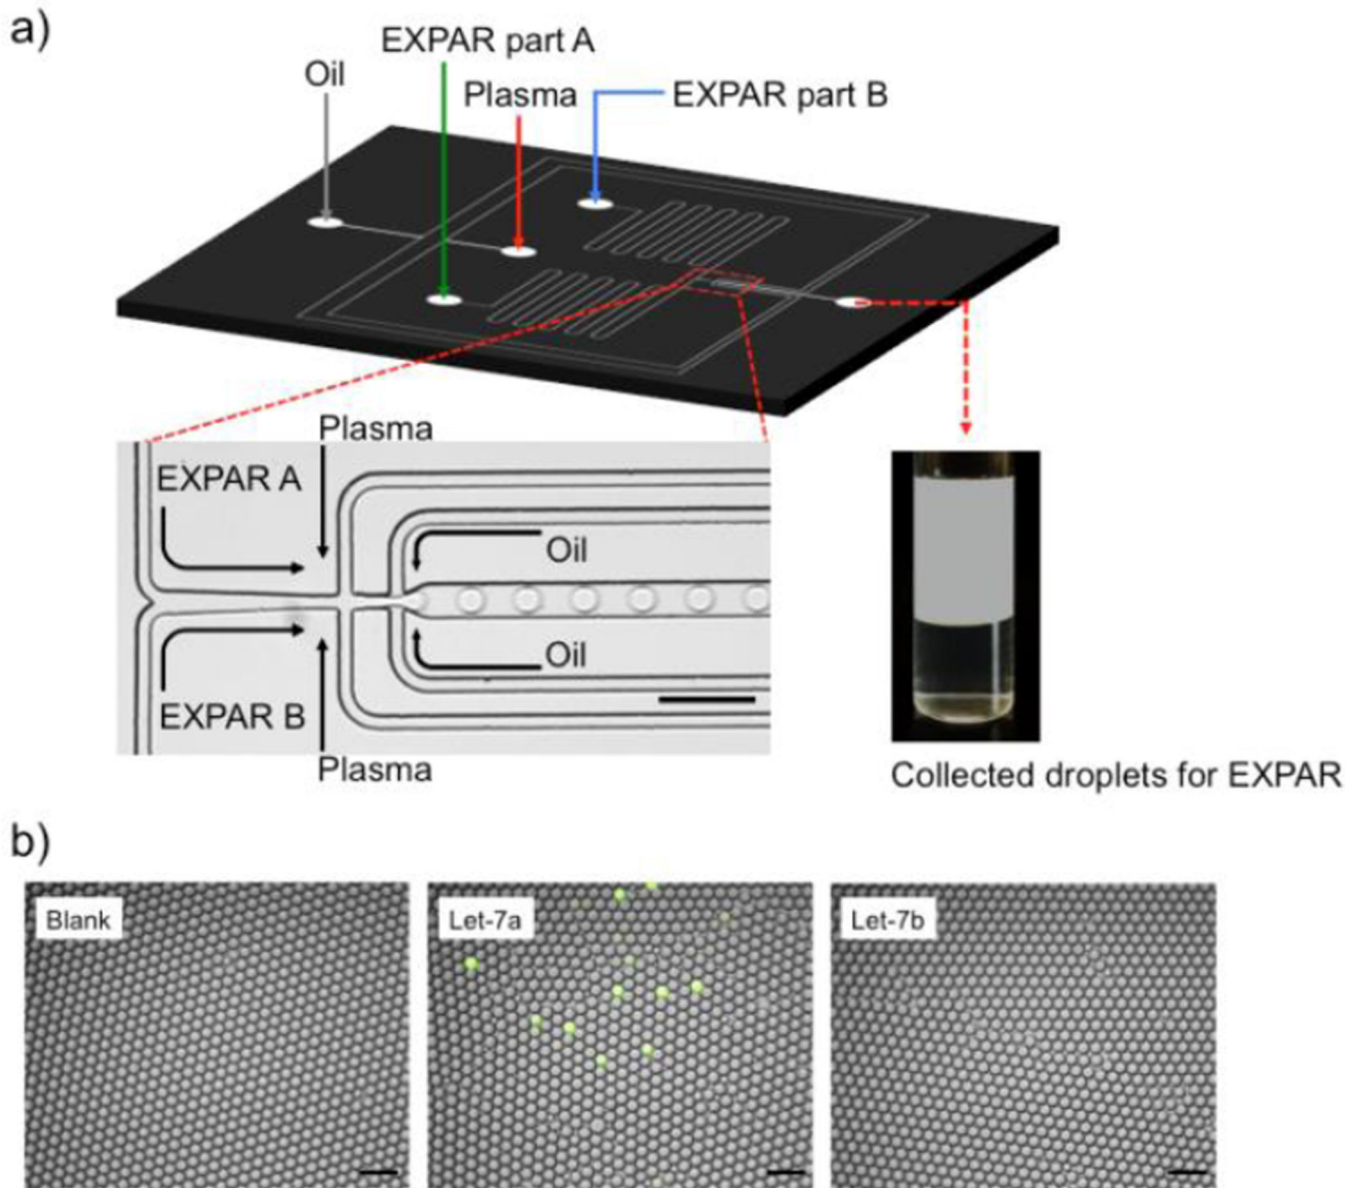 a)
EXPAR part A
Oil
Plasma
EXPAR part B
Plasma
EXPAR A
Oil
Oil
EXPAR B
Plasma
Collected droplets for EXPAR
b)
Blank
Let-7a
Let-7b